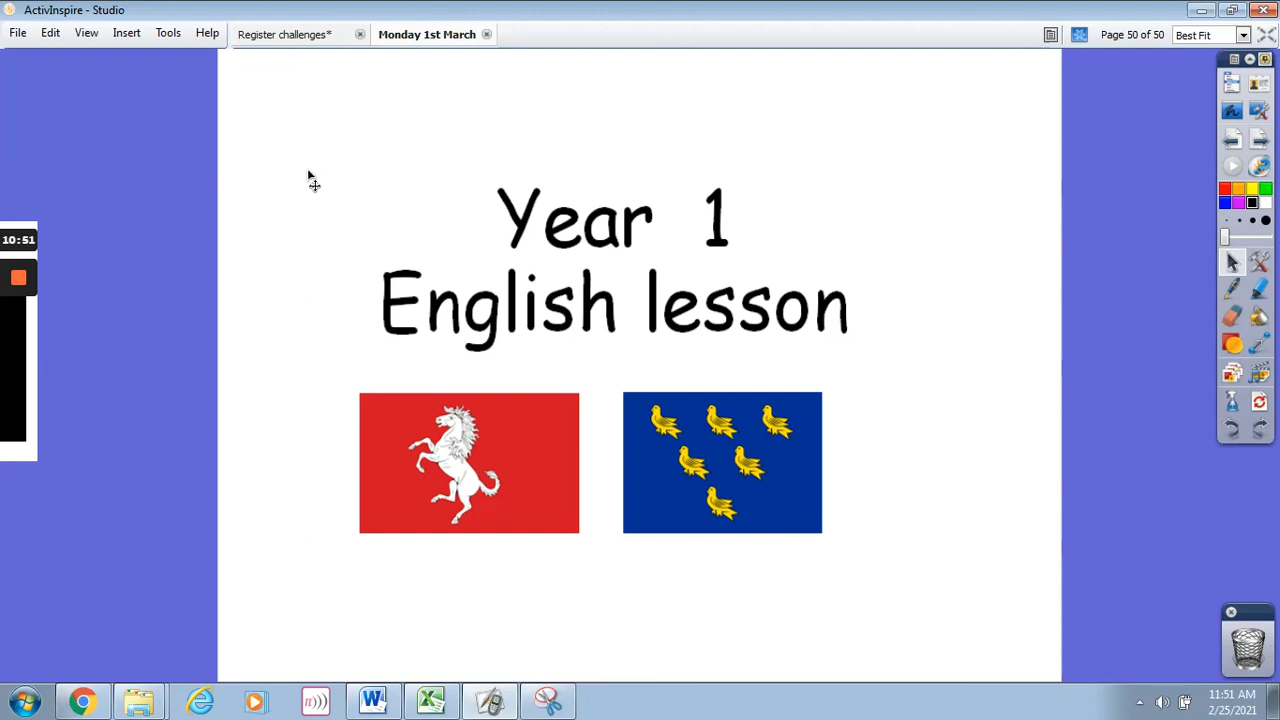 ActivInspire - Studio
File Edit View Insert Tools Help
Register challenges* Monday 1st March
Page 50 of 50 Best Fit
10:51
Year 1
English lesson
11:51 AM
2/25/2021